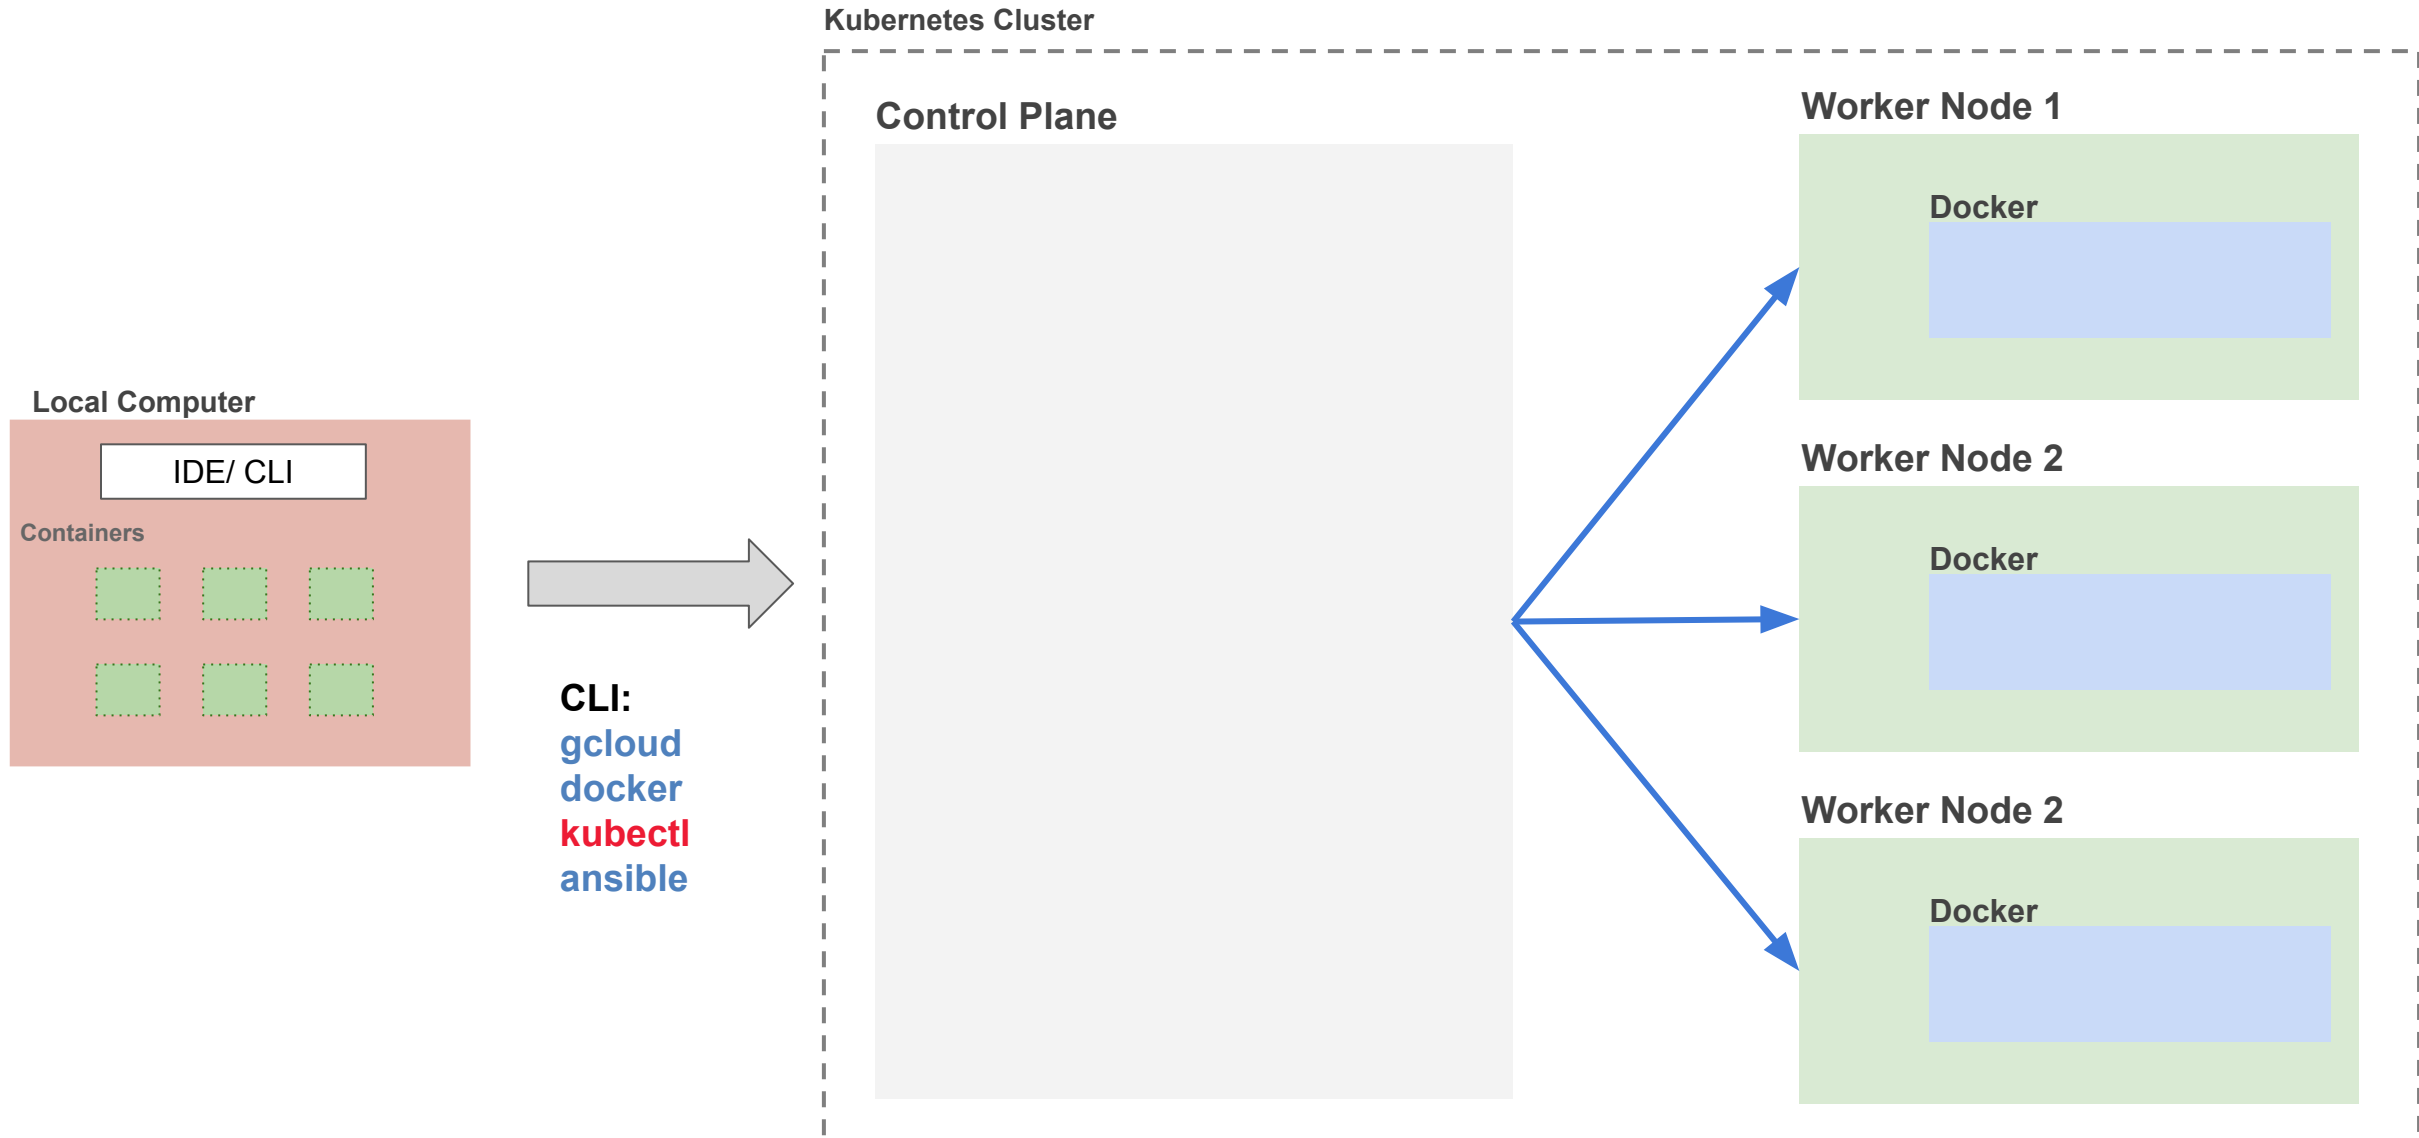 Kubernetes Cluster
Control Plane
Worker Node 1
Docker
Local Computer
IDE/ CLI
Containers
CLI:
gcloud
docker
kubectl
ansible
Worker Node 2
Docker
Worker Node 2
Docker